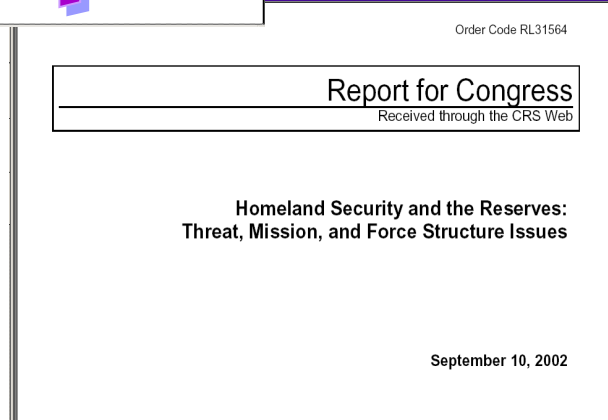 Order Code RL31564
Report for Congress
Received through the CRS Web
Homeland Security and the Reserves:
Threat, Mission, and Force Structure Issues
September 10, 2002